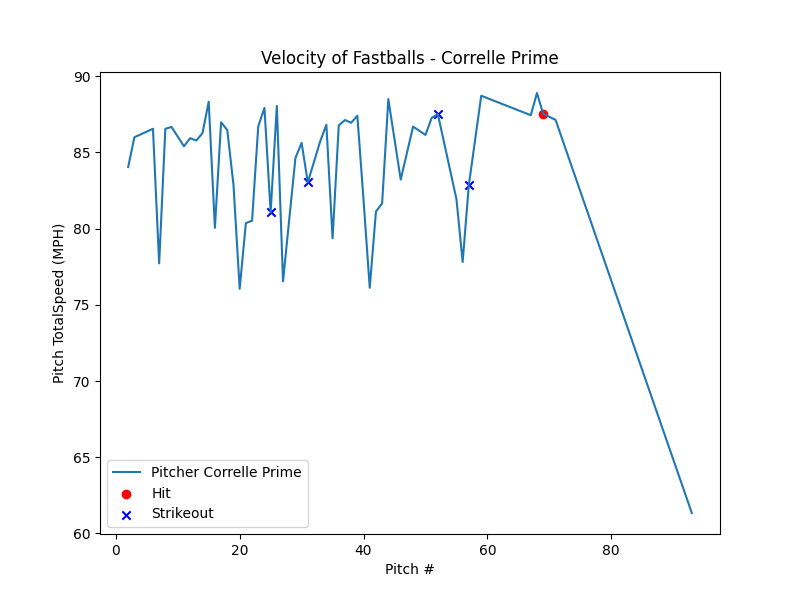 Velocity of Fastballs - Correlle Prime
90
85
80
75
70
65
60
Pitch TotalSpeed (MPH)
Pitcher Correlle Prime
Hit
Strikeout
0 20 40 60 80
Pitch #